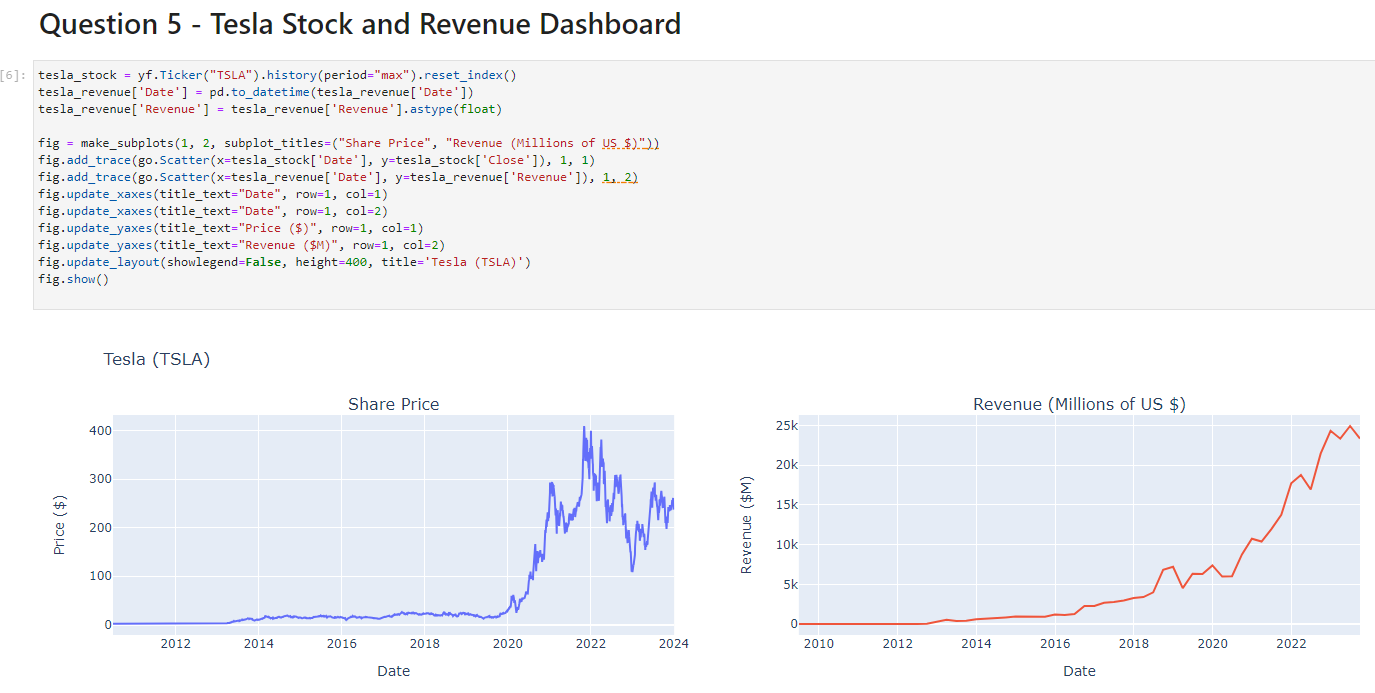 Question 5 - Tesla Stock and Revenue Dashboard
[6]:
tesla_stock = yf.Ticker("TSLA").history(period="max").reset_index()
tesla_revenue['Date'] = pd.to_datetime(tesla_revenue['Date'])
tesla_revenue['Revenue'] = tesla_revenue['Revenue'].astype(float)
fig = make_subplots(1, 2, subplot_titles=("Share Price", "Revenue (Millions of US $)"))
fig.add_trace(go.Scatter(x=tesla_stock['Date'], y=tesla_stock['Close']), 1, 1)
fig.add_trace(go.Scatter(x=tesla_revenue['Date'], y=tesla_revenue['Revenue']), 1, 2)
fig.update_xaxes(title_text="Date", row=1, col=1)
fig.update_xaxes(title_text="Date", row=1, col=2)
fig.update_yaxes(title_text="Price ($)", row=1, col=1)
fig.update_yaxes(title_text="Revenue ($M)", row=1, col=2)
fig.update_layout(showlegend=False, height=400, title='Tesla (TSLA)')
fig.show()
Tesla (TSLA)
Share Price
400
300
200
100
0
Price ($)
2012 2014 2016 2018 2020 2022 2024
Date
Revenue (Millions of US $)
25k
20k
15k
10k
5k
0
Revenue ($M)
2010 2012 2014 2016 2018 2020 2022
Date